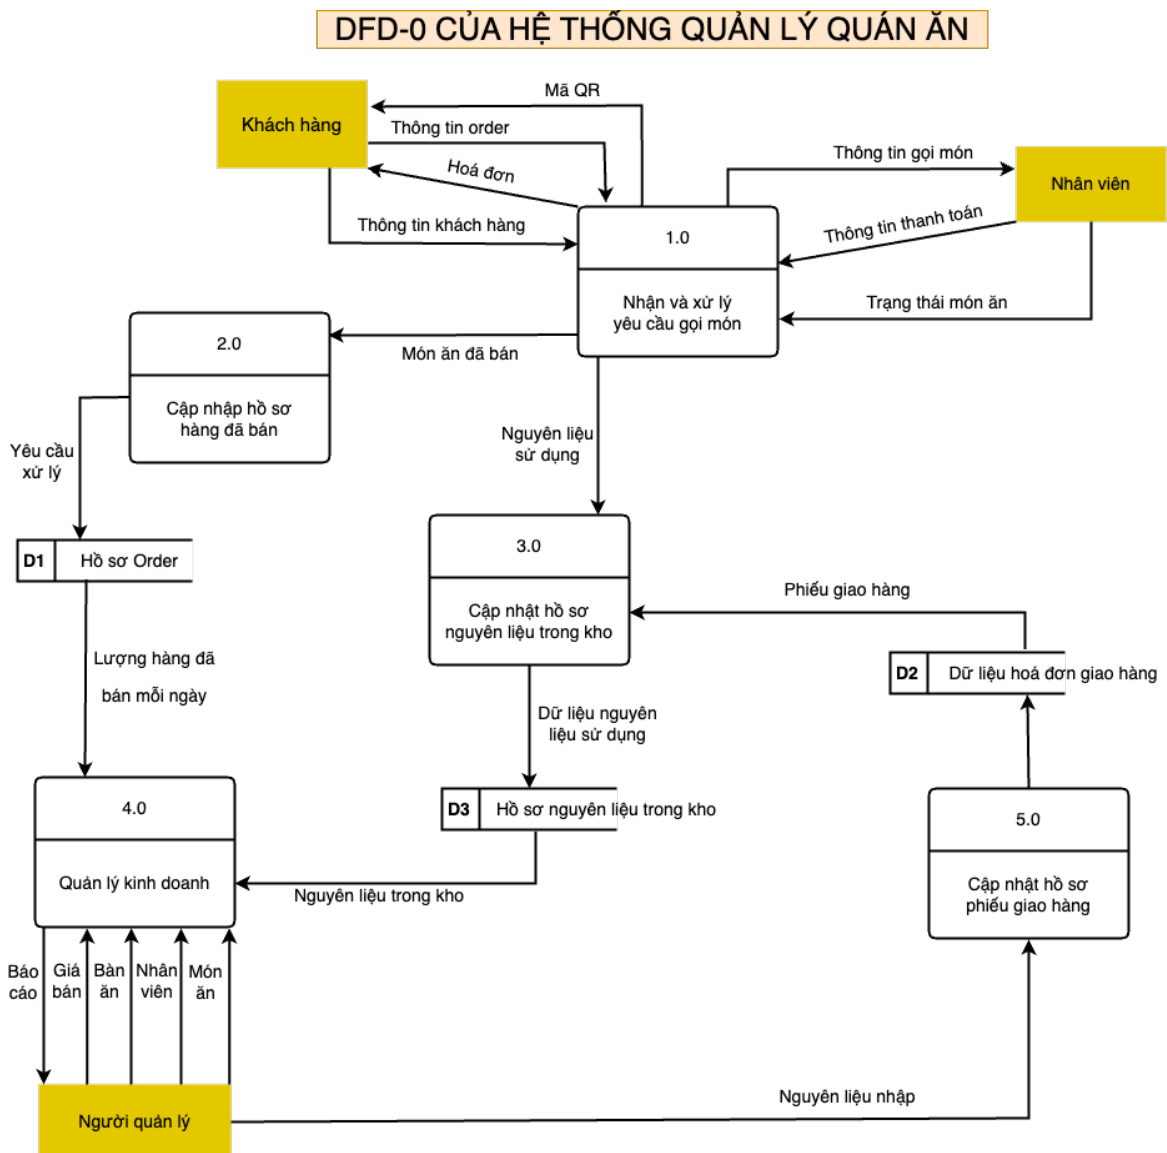 DFD-0 CỦA HỆ THỐNG QUẢN LÝ QUÁN ĂN
Mã QR
Khách hàng
Thông tin order
Hoá đơn
Thông tin khách hàng
Thông tin gọi món
Nhân viên
Thông tin thanh toán
Trạng thái món ăn
1.0
Nhận và xử lý
yêu cầu gọi món
Món ăn đã bán
2.0
Cập nhập hồ sơ
hàng đã bán
Yêu cầu
xử lý
Nguyên liệu
sử dụng
D1
Hồ sơ Order
3.0
Cập nhật hồ sơ
nguyên liệu trong kho
Phiếu giao hàng
D2
Dữ liệu hoá đơn giao hàng
Lượng hàng đã
bán mỗi ngày
Dữ liệu nguyên
liệu sử dụng
D3
Hồ sơ nguyên liệu trong kho
4.0
Quản lý kinh doanh
Nguyên liệu trong kho
5.0
Cập nhật hồ sơ
phiếu giao hàng
Báo
cáo
Giá
bán
Bàn
ăn
Nhân
viên
Món
ăn
Người quản lý
Nguyên liệu nhập